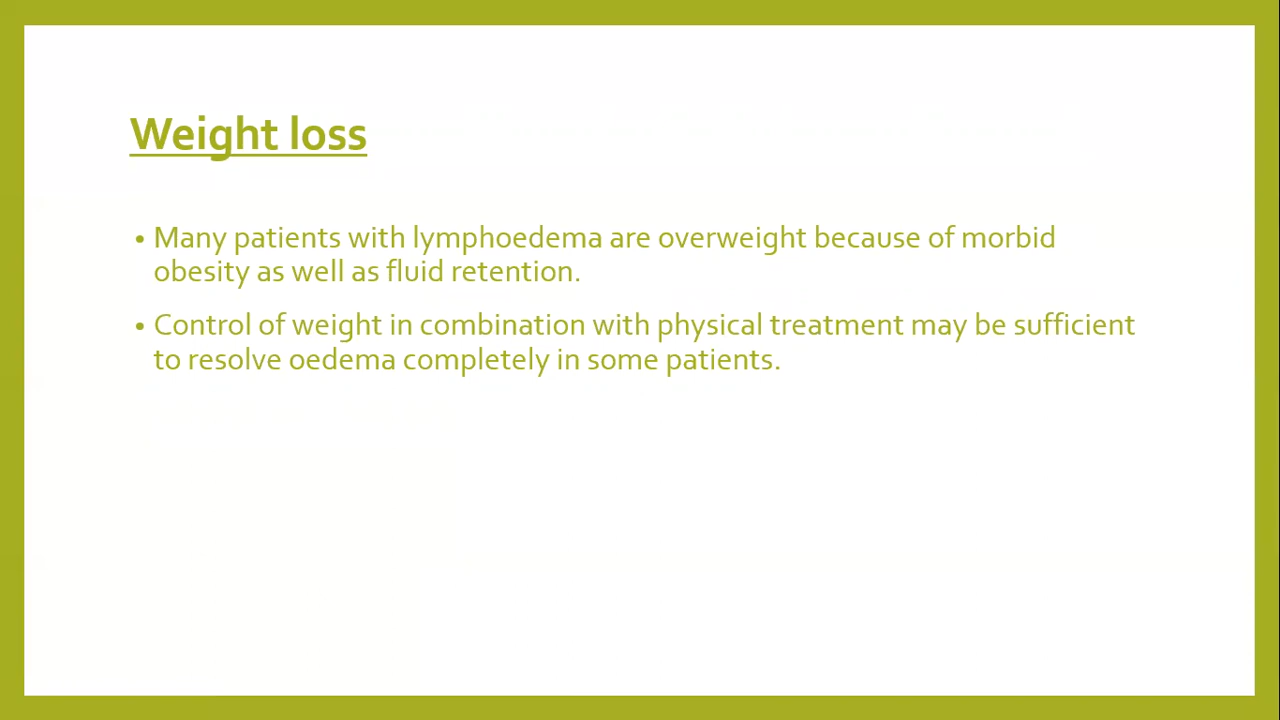 Weight loss
• Many patients with lymphoedema are overweight because of morbid
obesity as well as fluid retention.
• Control of weight in combination with physical treatment may be sufficient
to resolve oedema completely in some patients.